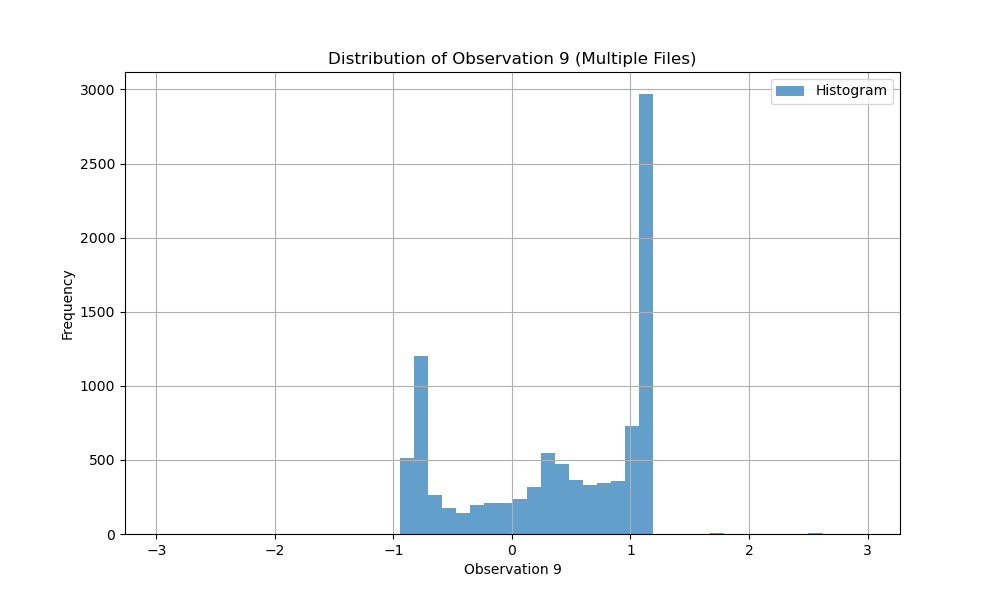 Distribution of Observation 9 (Multiple Files)
Histogram
3000
2500
2000
1500
1000
500
0
Frequency
−3 −2 −1 0 1 2 3
Observation 9